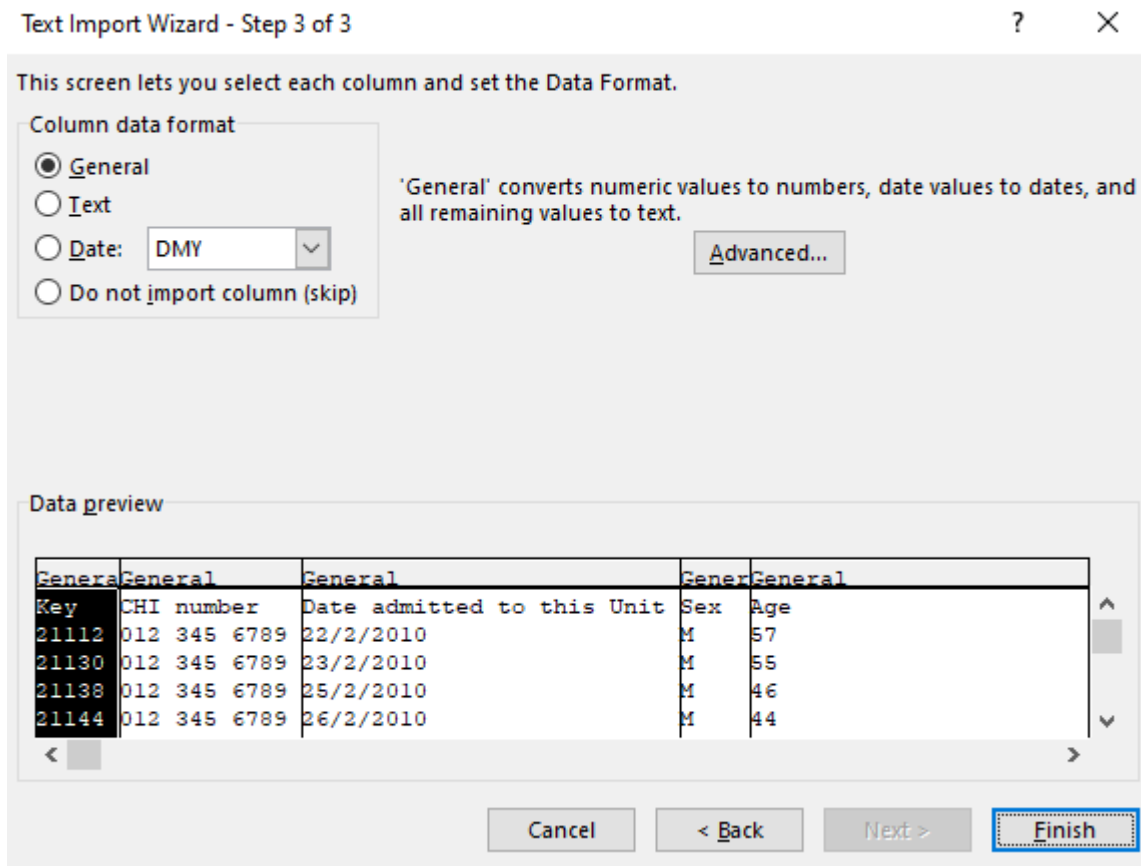 Text Import Wizard - Step 3 of 3 ?
This screen lets you select each column and set the Data Format.
Column data format
General
Text
Date: DMY
Do not import column (skip)
'General' converts numeric values to numbers, date values to dates, and
all remaining values to text.
Advanced...
Data preview
Genera General General Gener General
Key CHI number Date admitted to this Unit Sex Age
21112 012 345 6789 22/2/2010 M 57
21130 012 345 6789 23/2/2010 M 55
21138 012 345 6789 25/2/2010 M 46
21144 012 345 6789 26/2/2010 M 44
Cancel < Back Next > Finish